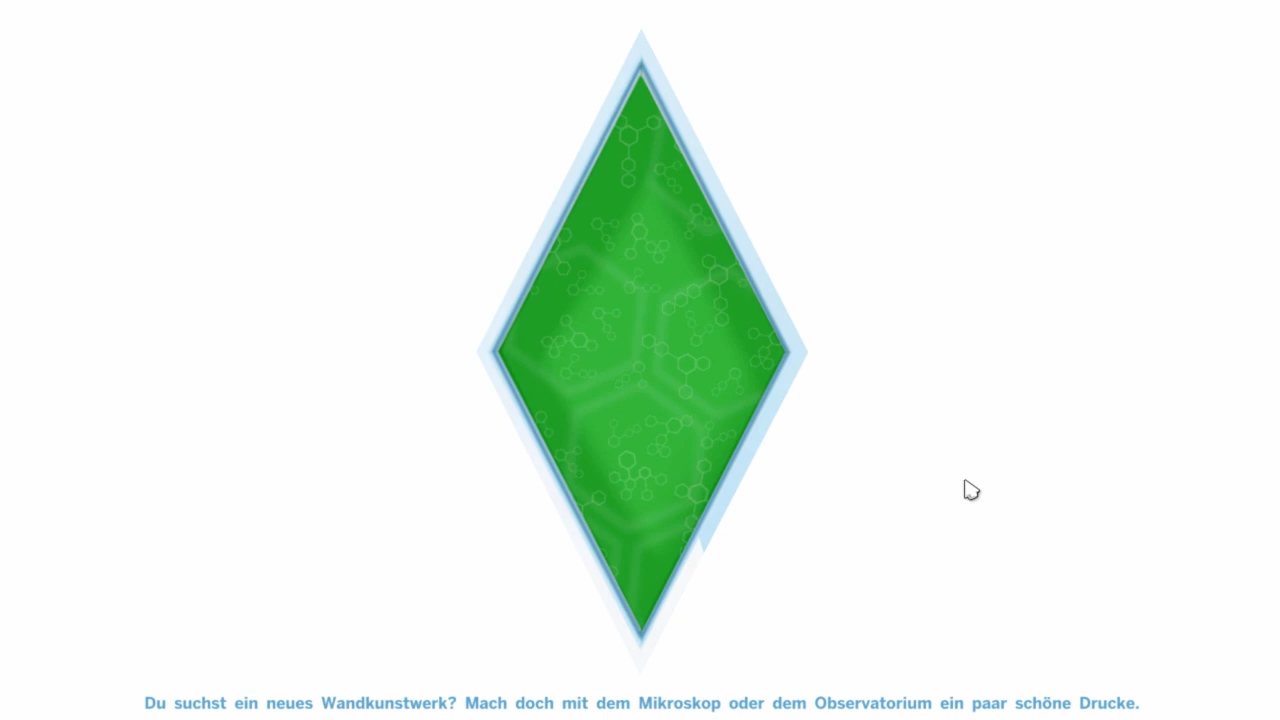 Du suchst ein neues Wandkunstwerk? Mach doch mit dem Mikroskop oder dem Observatorium ein paar schöne Drucke.